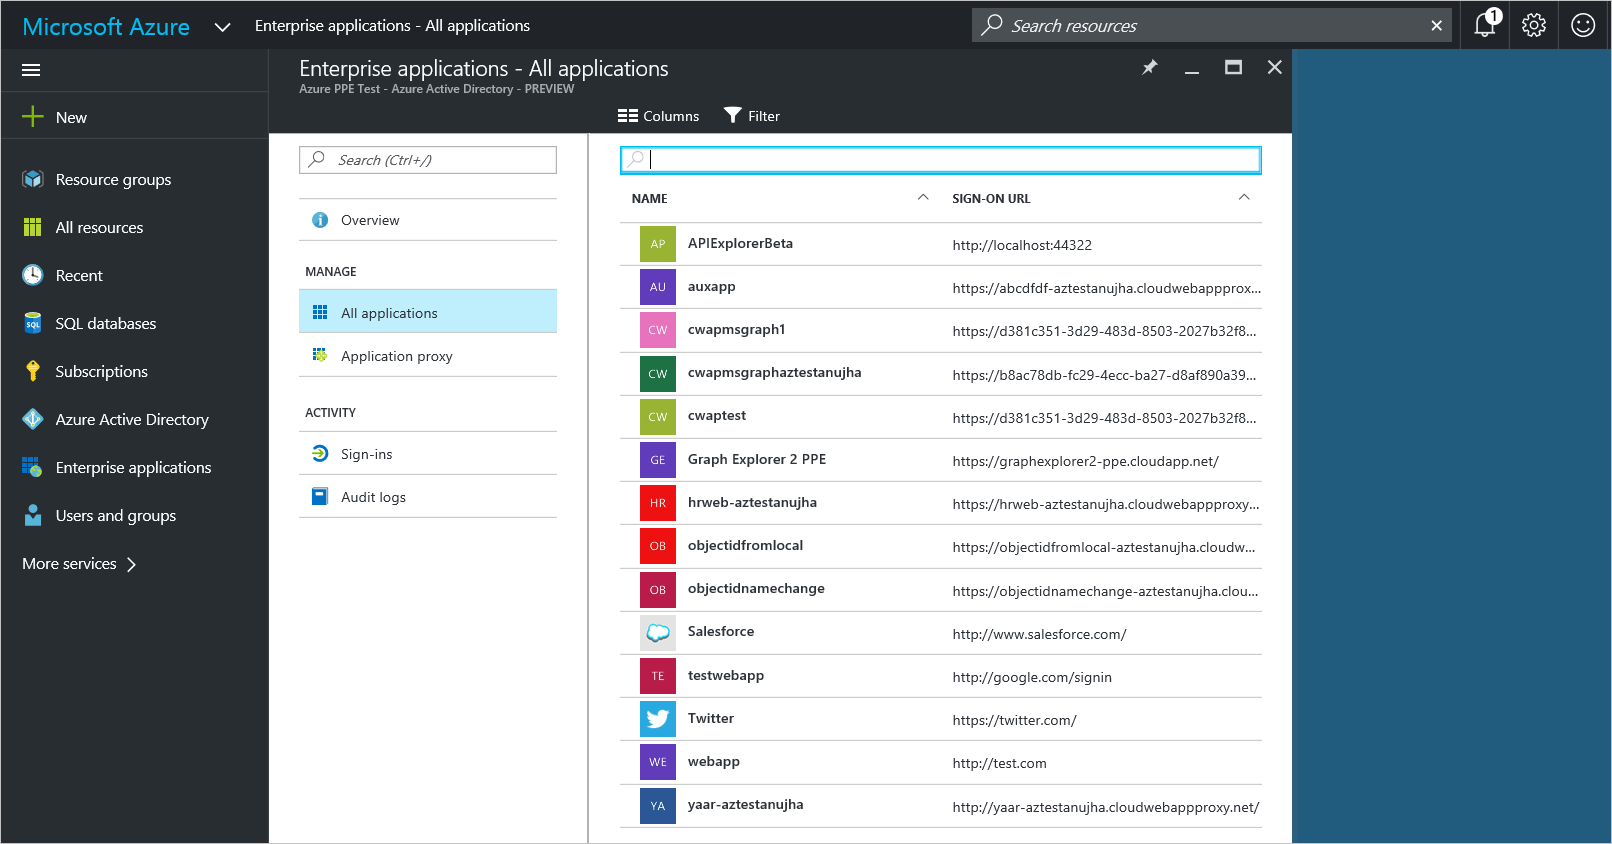 Microsoft Azure
Enterprise applications - All applications
Search resources
1
Enterprise applications - All applications
Azure PPE Test - Azure Active Directory - PREVIEW
Columns
Filter
New
Resource groups
All resources
Recent
SQL databases
SQL
Subscriptions
Azure Active Directory
Enterprise applications
Users and groups
More services
Search (Ctrl+/)
Overview
MANAGE
All applications
Application proxy
ACTIVITY
Sign-ins
Audit logs
NAME SIGN-ON URL
AP APIExplorerBeta http://localhost:44322
AU auxapp https://abcdfdf-aztestanujha.cloudwebappprox...
CW cwapmsgraph1 https://d381c351-3d29-483d-8503-2027b32f8...
CW cwapmsgraphaztestanujha https://b8ac78db-fc29-4ecc-ba27-d8af890a39...
CW cwaptest https://d381c351-3d29-483d-8503-2027b32f8...
GE Graph Explorer 2 PPE https://graphexplorer2-ppe.cloudapp.net/
HR hrweb-aztestanujha https://hrweb-aztestanujha.cloudwebappproxy...
OB objectidfromlocal https://objectidfromlocal-aztestanujha.cloudw...
OB objectidnamechange https://objectidnamechange-aztestanujha.clou...
Salesforce http://www.salesforce.com/
TE testwebapp http://google.com/signin
Twitter https://twitter.com/
WE webapp http://test.com
YA yaar-aztestanujha http://yaar-aztestanujha.cloudwebappproxy.net/